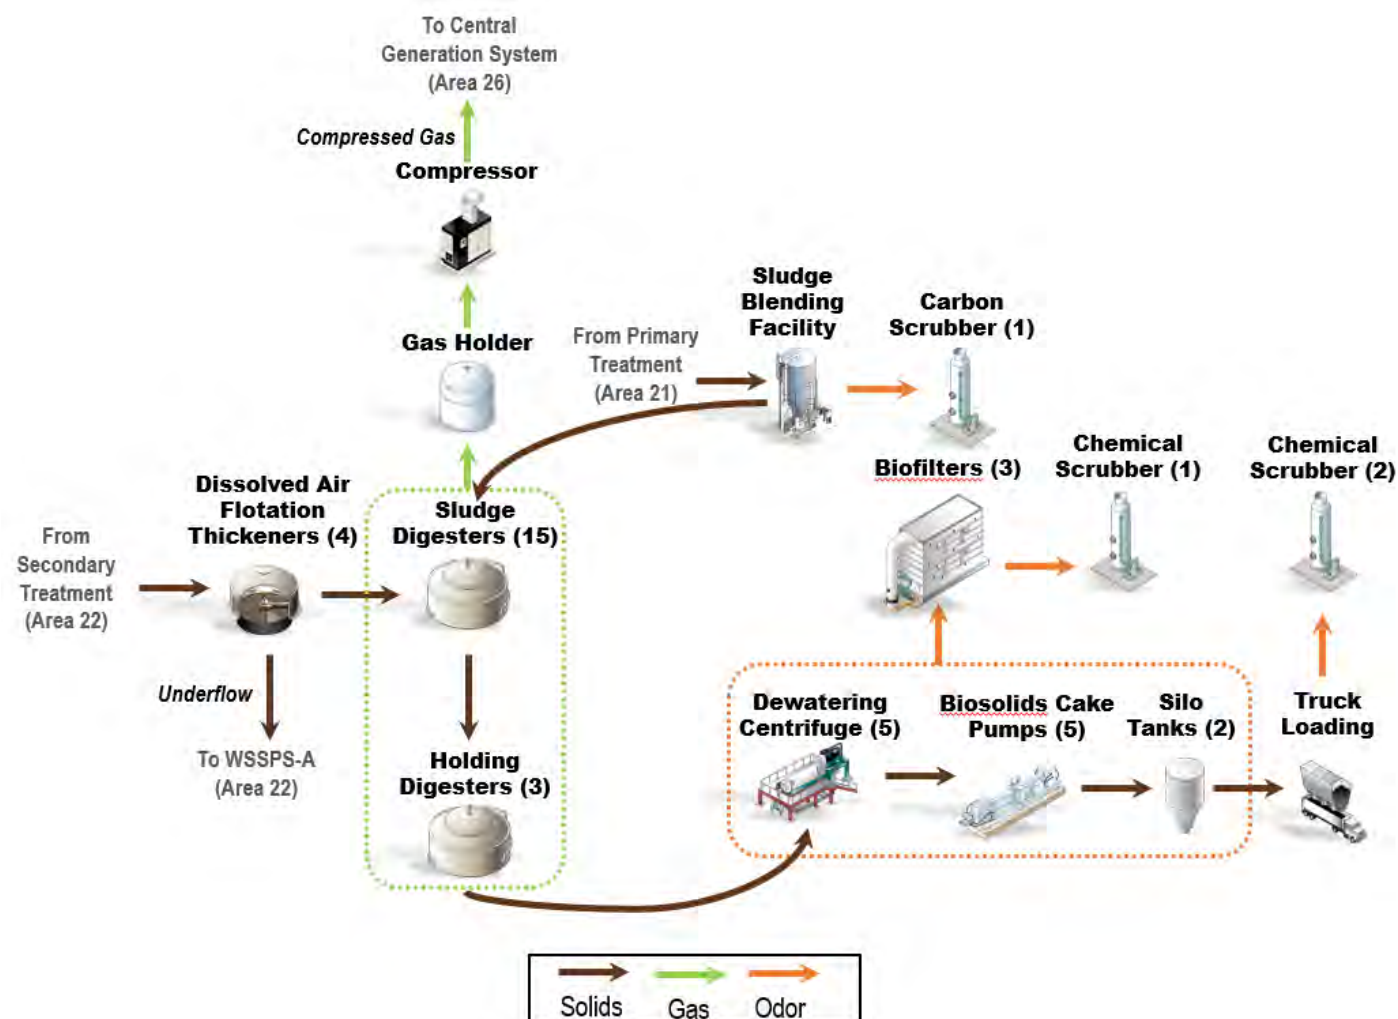 To Central
Generation System
(Area 26)
Compressed Gas
Compressor
Gas Holder
From Primary
Treatment
(Area 21)
Sludge
Blending
Facility
Carbon
Scrubber (1)
Biofilters (3)
Chemical
Scrubber (1)
Chemical
Scrubber (2)
From
Secondary
Treatment
(Area 22)
Dissolved Air
Flotation
Thickeners (4)
Sludge
Digesters (15)
Underflow
To WSSPS-A
(Area 22)
Holding
Digesters (3)
Dewatering
Centrifuge (5)
Biosolids Cake
Pumps (5)
Silo
Tanks (2)
Truck
Loading
Solids
Gas
Odor